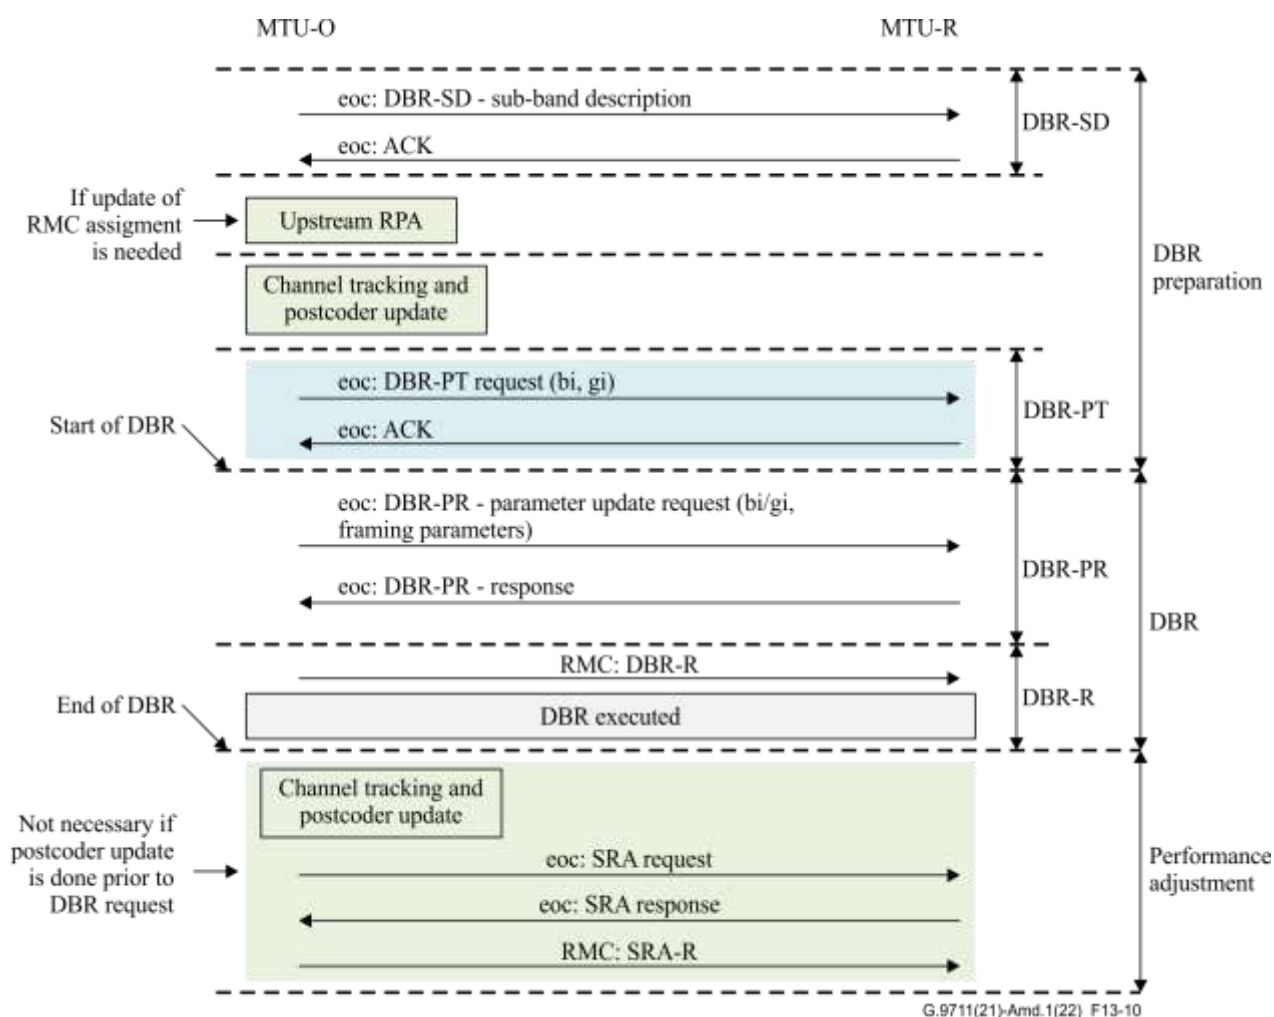 MTU-O
MTU-R
eoc: DBR-SD - sub-band description
DBR-SD
eoc: ACK
If update of
RMC assigment
is needed
Upstream RPA
DBR
preparation
Channel tracking and
postcoder update
eoc: DBR-PT request (bi, gi)
DBR-PT
Start of DBR
eoc: ACK
eoc: DBR-PR - parameter update request (bi/gi,
framing parameters)
DBR-PR
eoc: DBR-PR - response
DBR
RMC: DBR-R
DBR-R
End of DBR
DBR executed
Channel tracking and
postcoder update
Not necessary if
postcoder update
is done prior to
DBR request
eoc: SRA request
Performance
adjustment
eoc: SRA response
RMC: SRA-R
G.9711(21)-Amd.1(22)_F13-10